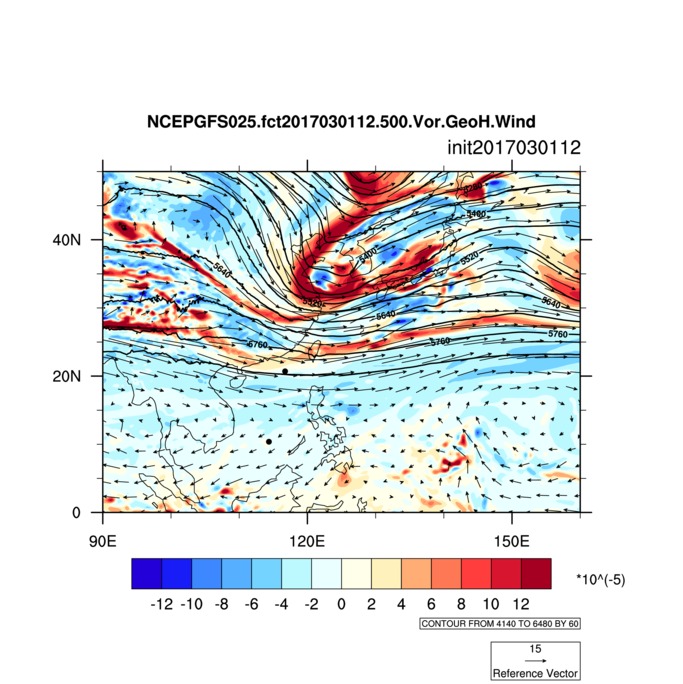 NCEPGFS025.fct2017030112.500.Vor.GeoH.Wind
init2017030112
5400
5640
5400
5520
5520
5640
5640
5760
5760
5760
40N
20N
0
90E 120E 150E
-12 -10 -8 -6 -4 -2 0 2 4 6 8 10 12
*10^(-5)
CONTOUR FROM 4140 TO 6480 BY 60
15
Reference Vector